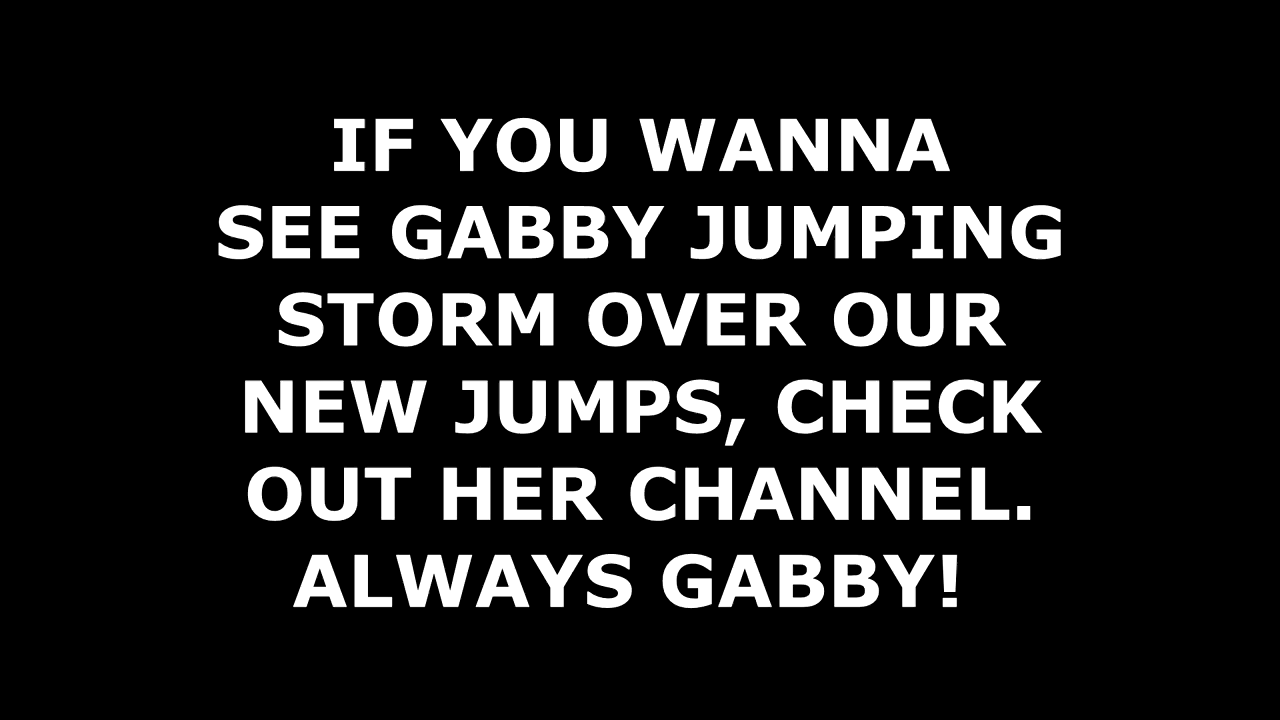 IF YOU WANNA
SEE GABBY JUMPING
STORM OVER OUR
NEW JUMPS, CHECK
OUT HER CHANNEL.
ALWAYS GABBY!